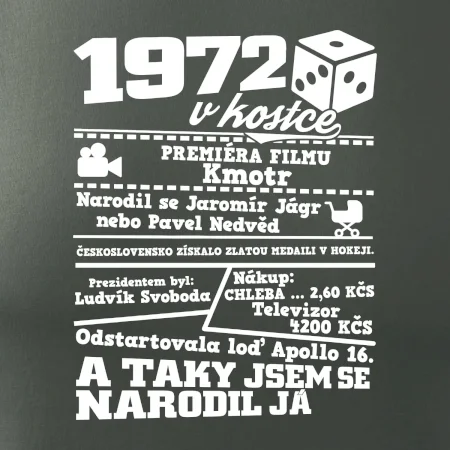 1972
v kostce
PREMIÉRA FILMU
Kmotr
Narodil se Jaromír Jágr
nebo Pavel Nedvěd
ČESKOSLOVENSKO ZÍSKALO ZLATOU MEDAILI V HOKEJI.
Prezidentem byl:
Ludvík Svoboda
Nákup:
CHLEBA ... 2,60 KČS
Televizor
4200 KČS
Odstartovala loď Apollo 16.
A TAKY JSEM SE
NARODIL JÁ